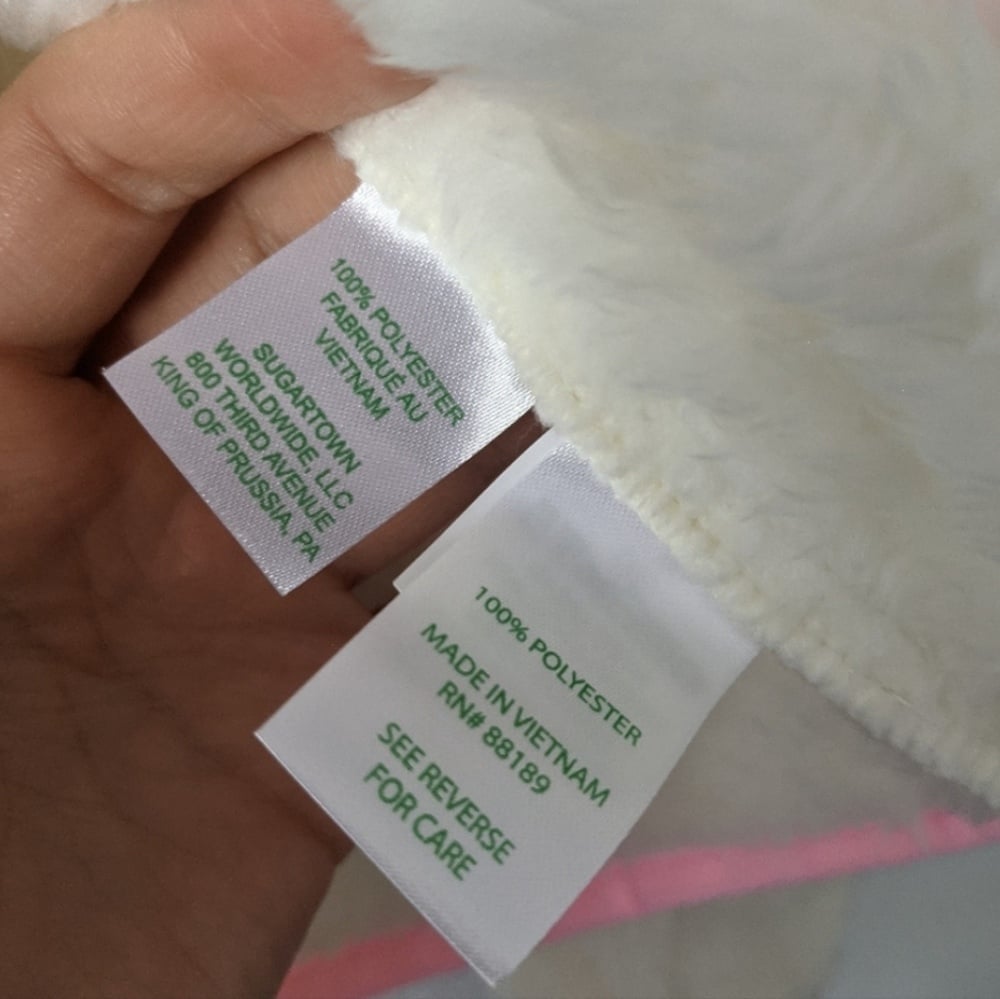 100% POLYESTER
FABRIQUÉ AU
VIETNAM
SUGARTOWN
WORLDWIDE, LLC
800 THIRD AVENUE
KING OF PRUSSIA, PA
100% POLYESTER
MADE IN VIETNAM
RN# 88189
SEE REVERSE
FOR CARE